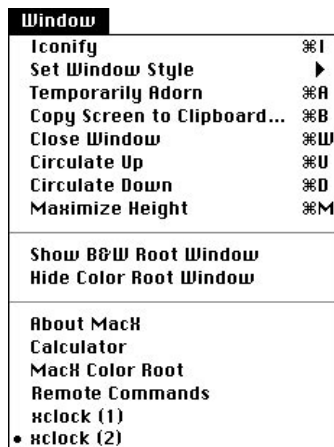 Window
Iconify ⌘I
Set Window Style ▶
Temporarily Adorn ⌘A
Copy Screen to Clipboard... ⌘B
Close Window ⌘W
Circulate Up ⌘U
Circulate Down ⌘D
Maximize Height ⌘M
Show B&W Root Window
Hide Color Root Window
About MacX
Calculator
MacX Color Root
Remote Commands
xclock (1)
• xclock (2)